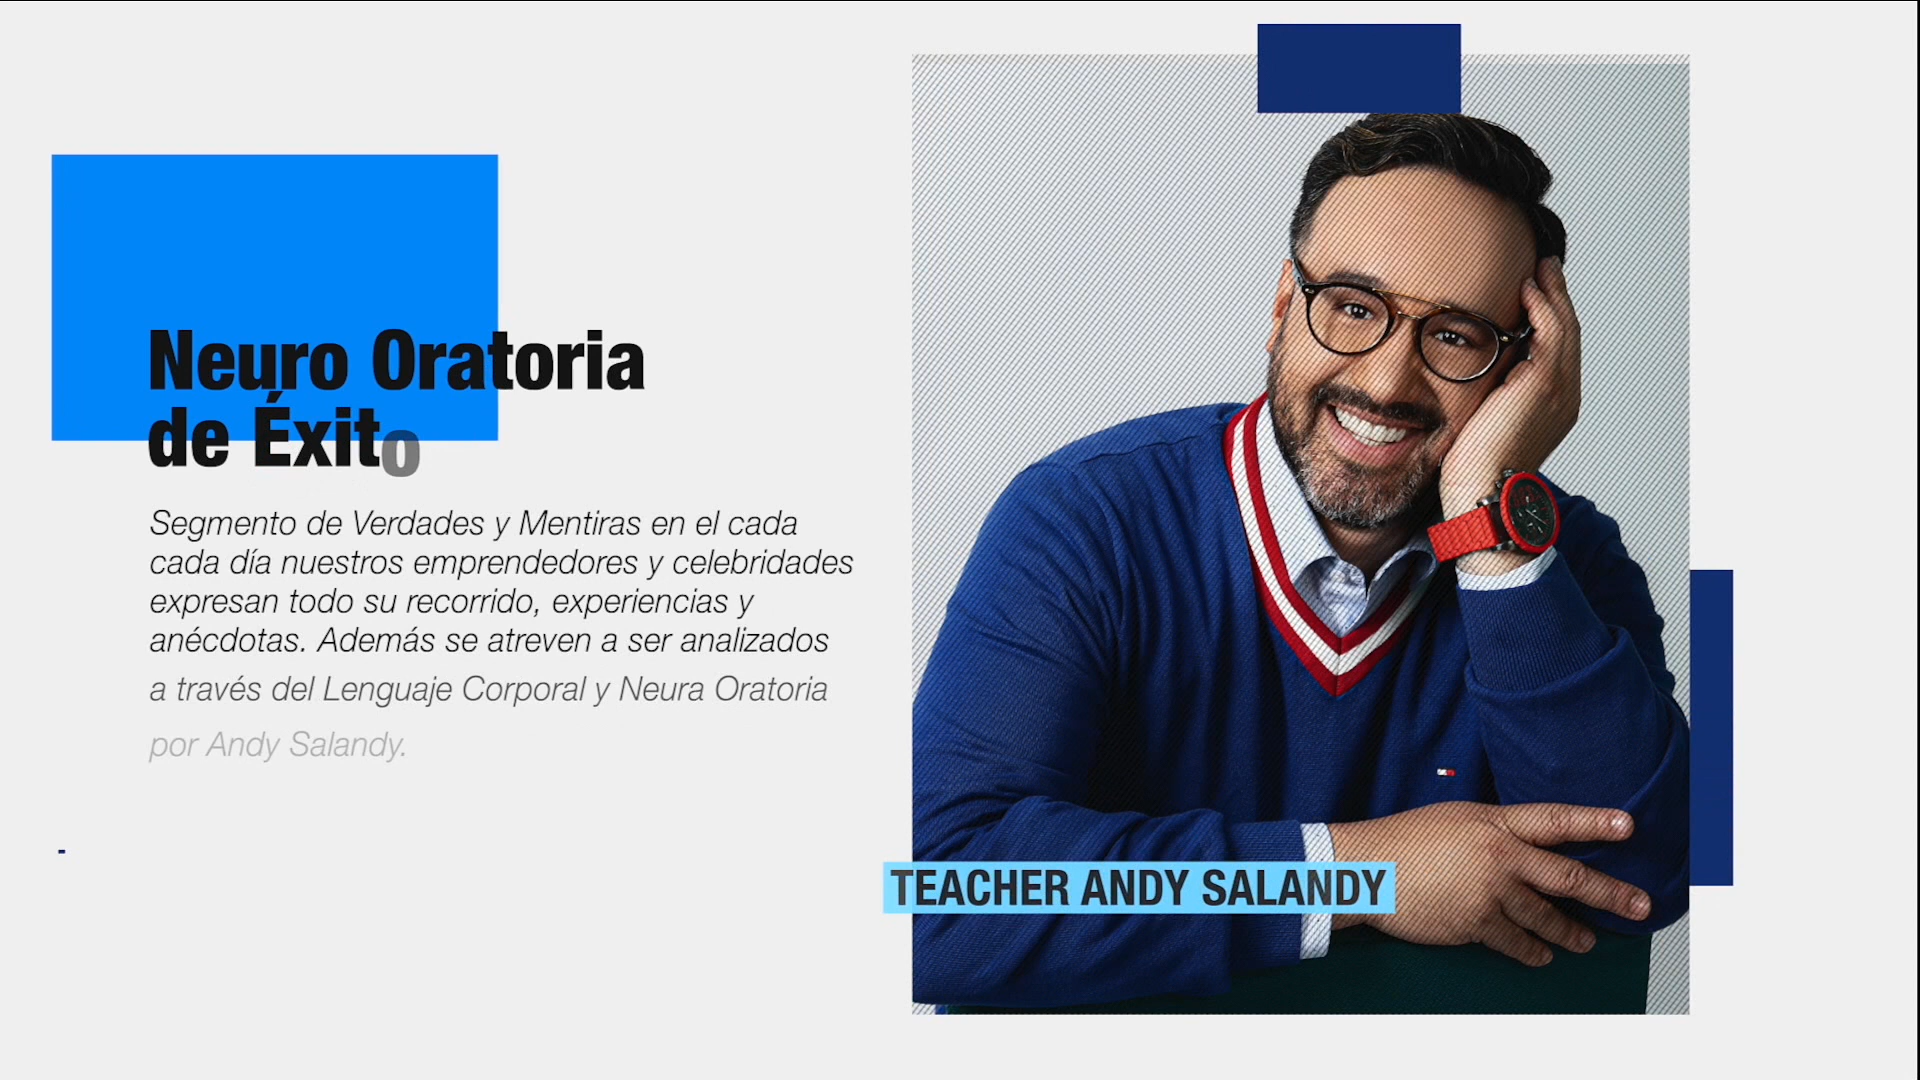 Neuro Oratoria
de Éxito
Segmento de Verdades y Mentiras en el cada
cada día nuestros emprendedores y celebridades
expresan todo su recorrido, experiencias y
anécdotas. Además se atreven a ser analizados
a través del Lenguaje Corporal y Neura Oratoria
por Andy Salandy.
TEACHER ANDY SALANDY